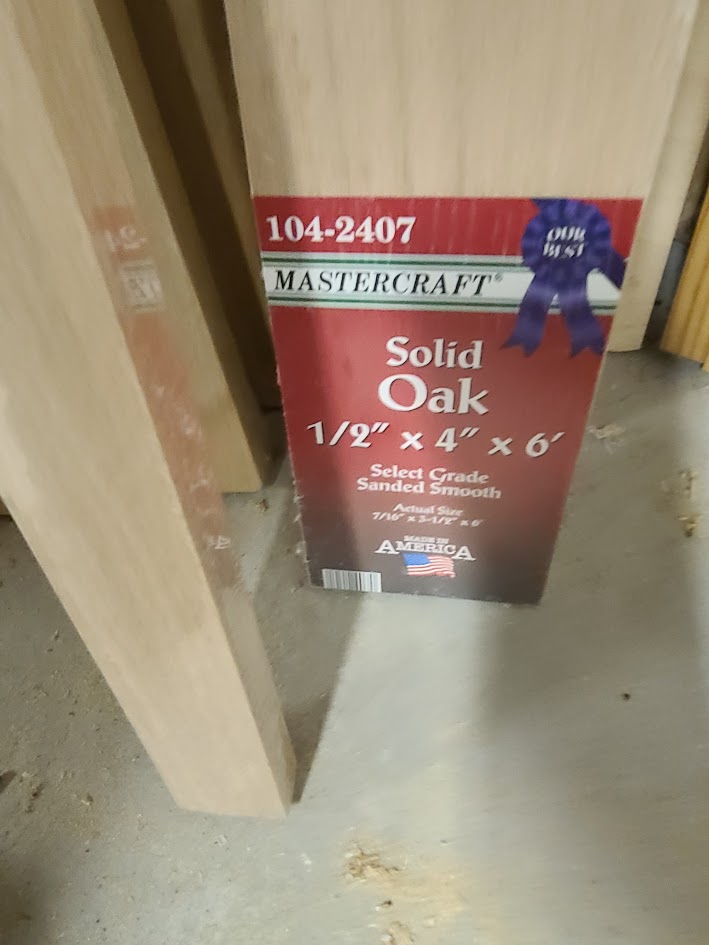 104-2407
OUR
BEST
MASTERCRAFT®
Solid
Oak
1/2" x 4" x 6'
Select Grade
Sanded Smooth
Actual Size
7/16" x 3-1/2" x 6'
MADE IN
AMERICA